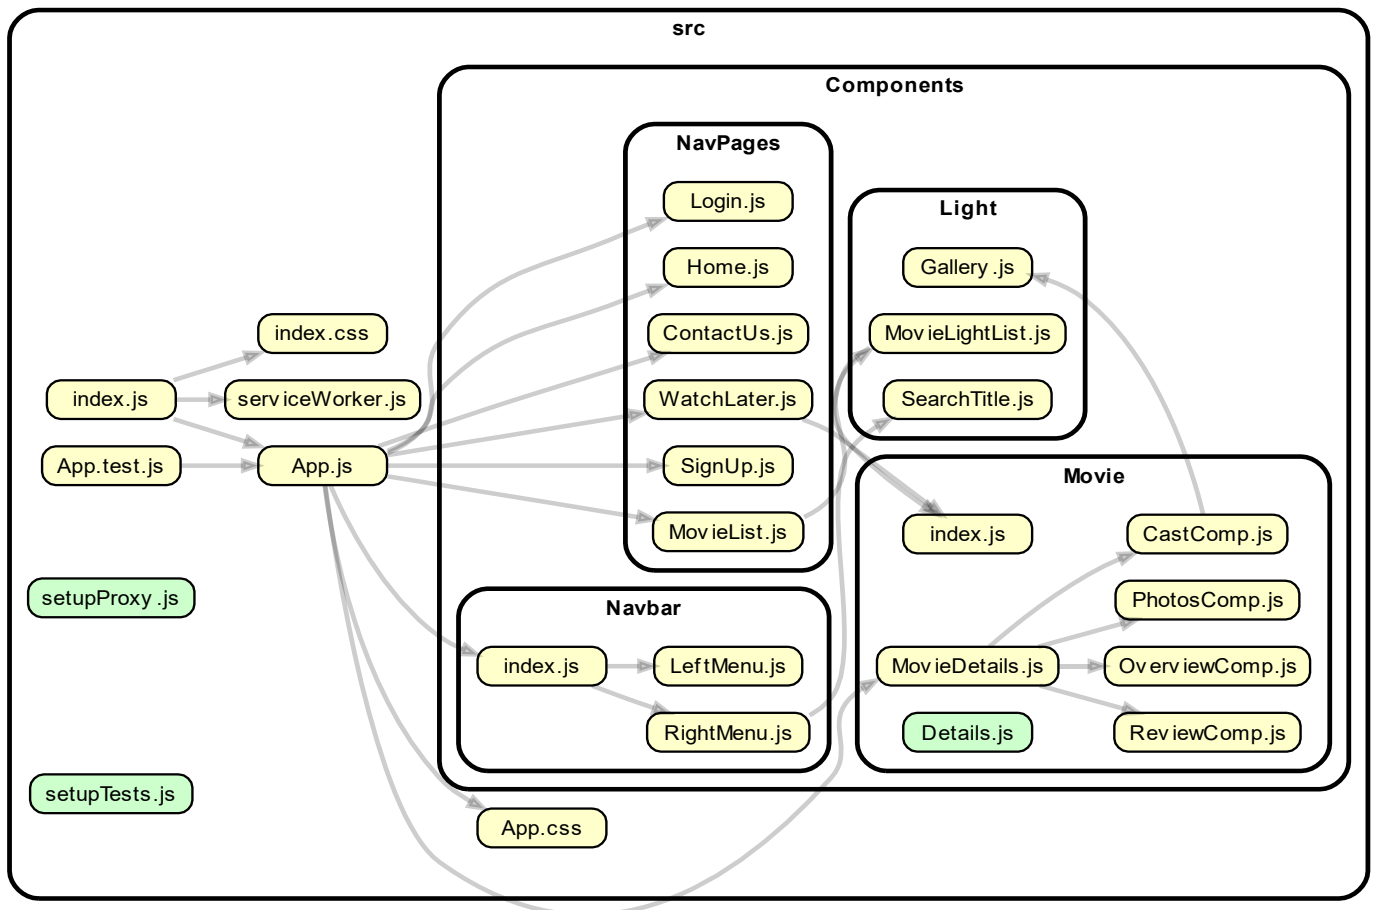 src
Components
NavPages
Login.js
Home.js
ContactUs.js
WatchLater.js
SignUp.js
MovieList.js
Light
Gallery.js
MovieLightList.js
SearchTitle.js
index.css
index.js
serviceWorker.js
App.test.js
App.js
Movie
index.js
CastComp.js
PhotosComp.js
MovieDetails.js
OverviewComp.js
Details.js
ReviewComp.js
setupProxy.js
Navbar
index.js
LeftMenu.js
RightMenu.js
setupTests.js
App.css